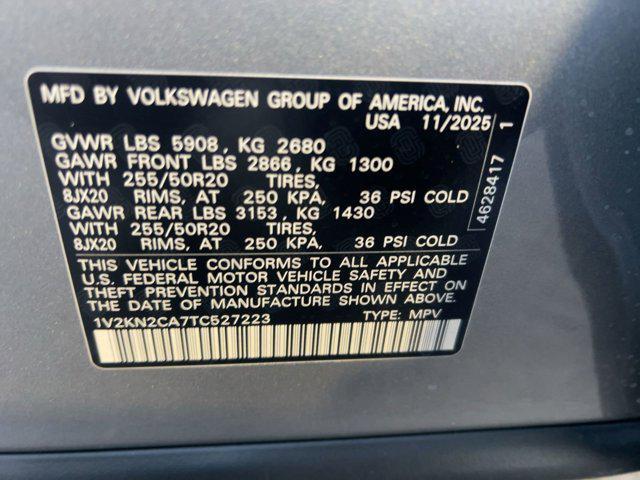 MFD BY VOLKSWAGEN GROUP OF AMERICA, INC.
USA 11/2025
GVWR LBS 5908 , KG 2680
GAWR FRONT LBS 2866 , KG 1300
WITH 255/50R20 TIRES,
8JX20 RIMS, AT 250 KPA, 36 PSI COLD
GAWR REAR LBS 3153 , KG 1430
WITH 255/50R20 TIRES,
8JX20 RIMS, AT 250 KPA, 36 PSI COLD
THIS VEHICLE CONFORMS TO ALL APPLICABLE
U.S. FEDERAL MOTOR VEHICLE SAFETY AND
THEFT PREVENTION STANDARDS IN EFFECT ON
THE DATE OF MANUFACTURE SHOWN ABOVE.
1V2KN2CA7TC527223 TYPE: MPV
4628417 1